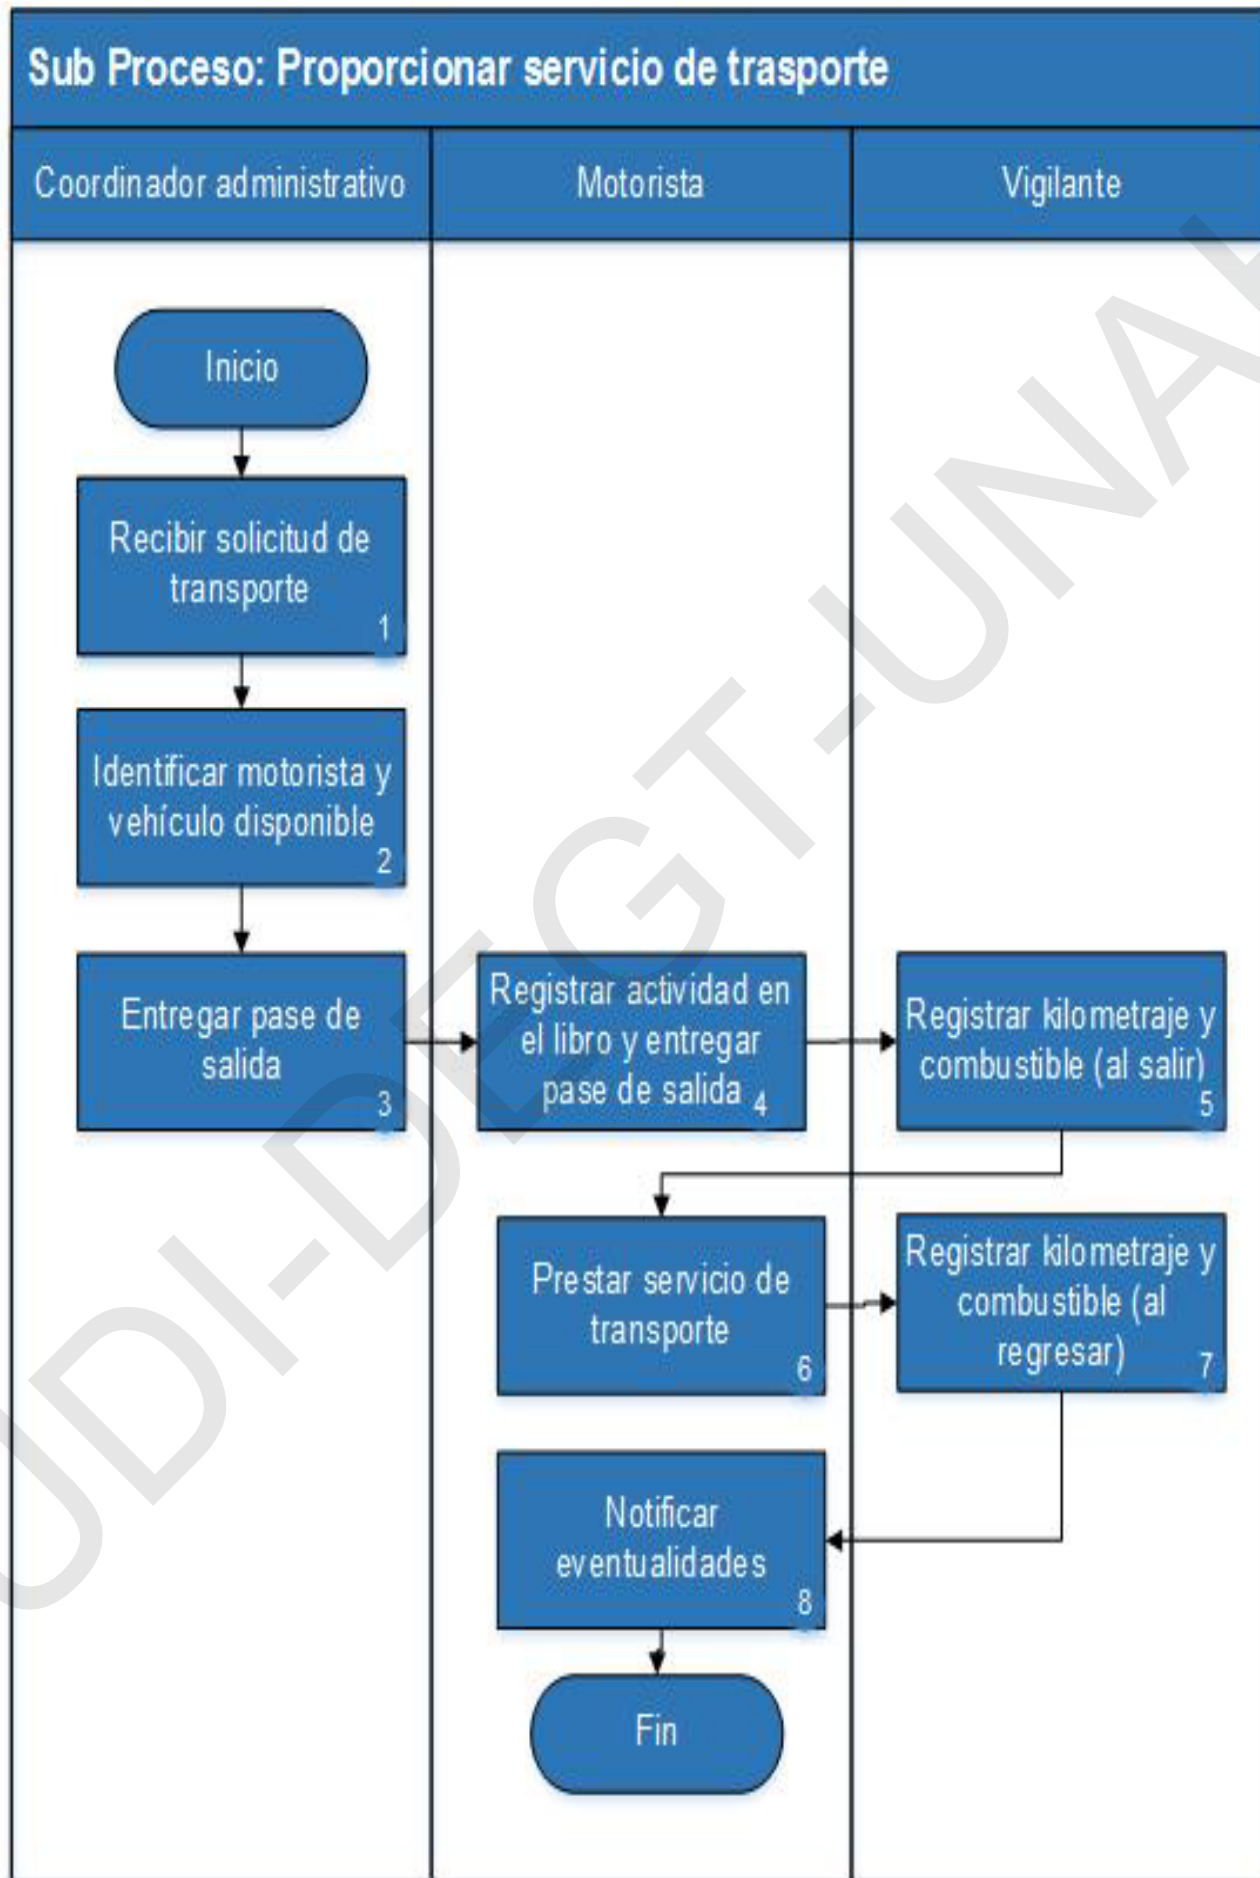 Sub Proceso: Proporcionar servicio de trasporte
Coordinador administrativo
Motorista
Vigilante
Inicio
Recibir solicitud de
transporte
1
Identificar motorista y
vehículo disponible
2
Entregar pase de
salida
3
Registrar actividad en
el libro y entregar
pase de salida
4
Registrar kilometraje y
combustible (al salir)
5
Prestar servicio de
transporte
6
Registrar kilometraje y
combustible (al
regresar)
7
Notificar
eventualidades
8
Fin
UDI-DEGT-UNA